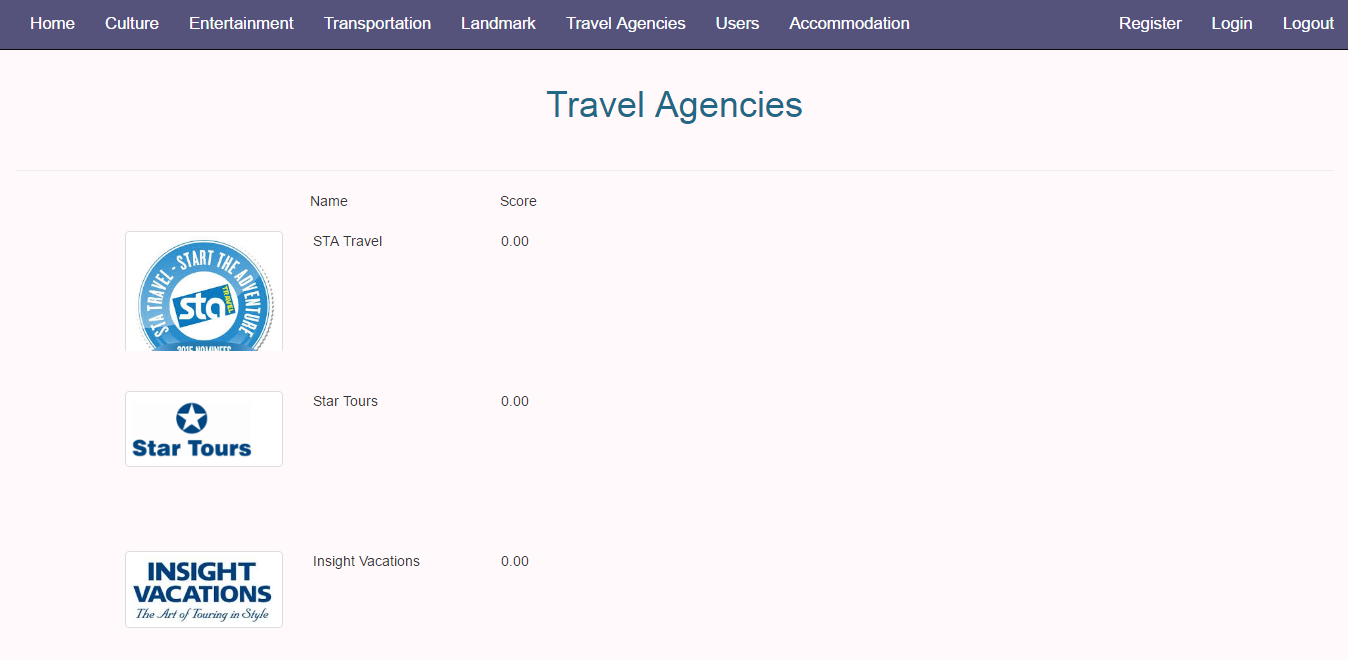 Home Culture Entertainment Transportation Landmark Travel Agencies Users Accommodation Register Login Logout
Travel Agencies
Name Score
STA Travel 0.00
STA TRAVEL - START THE ADVENTURE
sta TRAVEL
Star Tours 0.00
Star Tours
Insight Vacations 0.00
INSIGHT
VACATIONS
The Art of Touring in Style